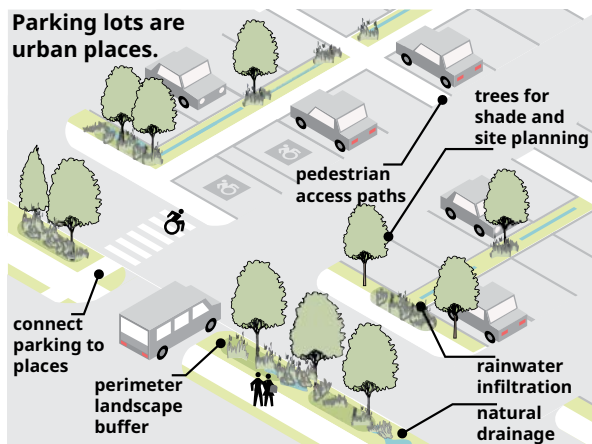 Parking lots are
urban places.
trees for
shade and
site planning
pedestrian
access paths
connect
parking to
places
perimeter
landscape
buffer
rainwater
infiltration
natural
drainage